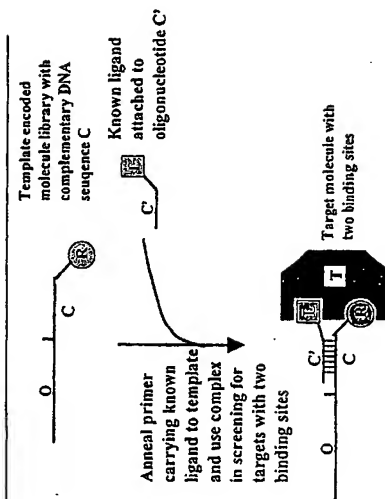 Template encoded
molecule library with
complementary DNA
seuqence C
O
1
C
R
Known ligand
attached to
oligonucleotide C'
C'
L
Anneal primer
carrying known
ligand to template
and use complex
in screening for
targets with two
binding sites
Target molecule with
two binding sites
T
L
C'
O
1
C
R